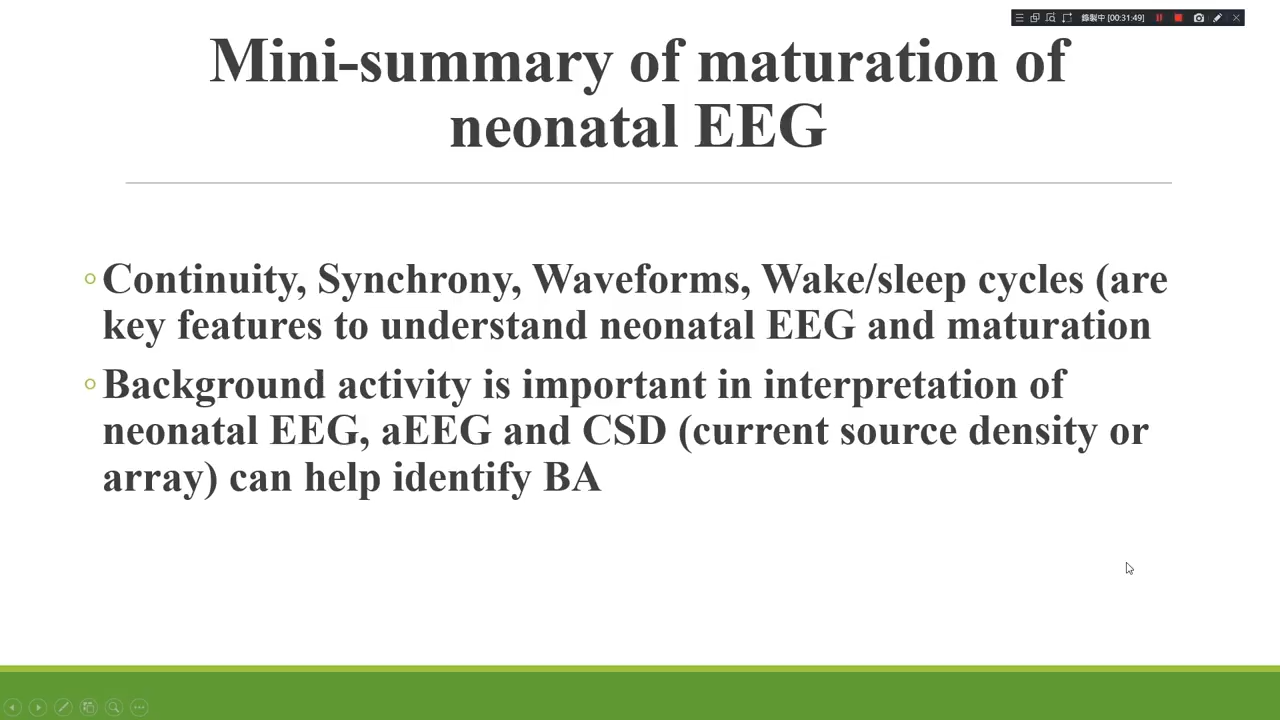 錄製中 [00:31:49]
Mini-summary of maturation of
neonatal EEG
Continuity, Synchrony, Waveforms, Wake/sleep cycles (are
key features to understand neonatal EEG and maturation
Background activity is important in interpretation of
neonatal EEG, aEEG and CSD (current source density or
array) can help identify BA